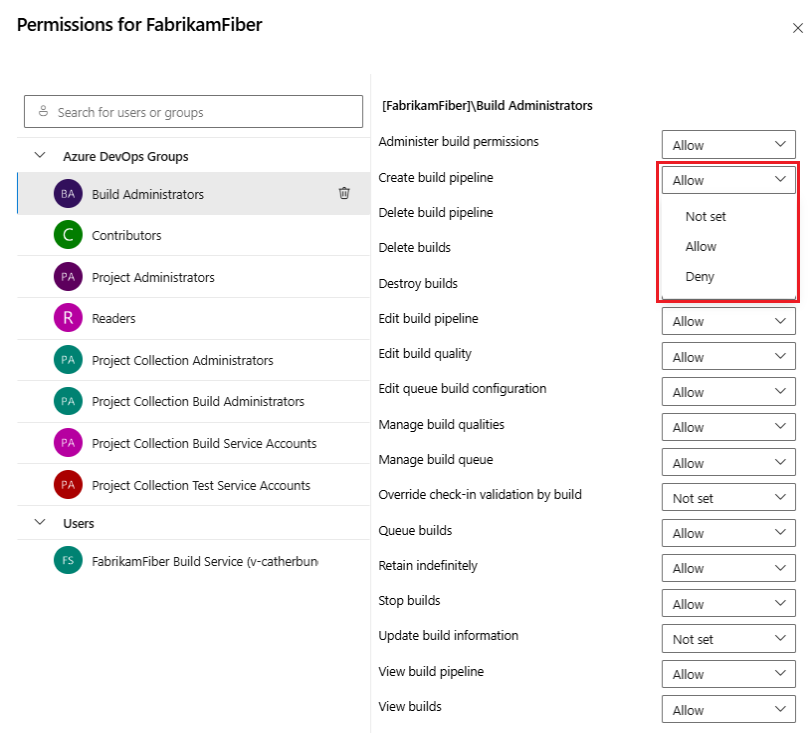 Permissions for FabrikamFiber
Search for users or groups
Azure DevOps Groups
BA Build Administrators
C Contributors
PA Project Administrators
R Readers
PA Project Collection Administrators
PA Project Collection Build Administrators
PA Project Collection Build Service Accounts
PA Project Collection Test Service Accounts
Users
FS FabrikamFiber Build Service (v-catherbun
[FabrikamFiber]\Build Administrators
Administer build permissions Allow
Create build pipeline Allow
Not set
Allow
Deny
Delete build pipeline
Delete builds
Destroy builds
Edit build pipeline Allow
Edit build quality Allow
Edit queue build configuration Allow
Manage build qualities Allow
Manage build queue Allow
Override check-in validation by build Not set
Queue builds Allow
Retain indefinitely Allow
Stop builds Allow
Update build information Not set
View build pipeline Allow
View builds Allow